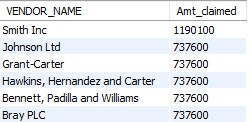 VENDOR_NAME Amt_claimed
Smith Inc 1190100
Johnson Ltd 737600
Grant-Carter 737600
Hawkins, Hernandez and Carter 737600
Bennett, Padilla and Williams 737600
Bray PLC 737600